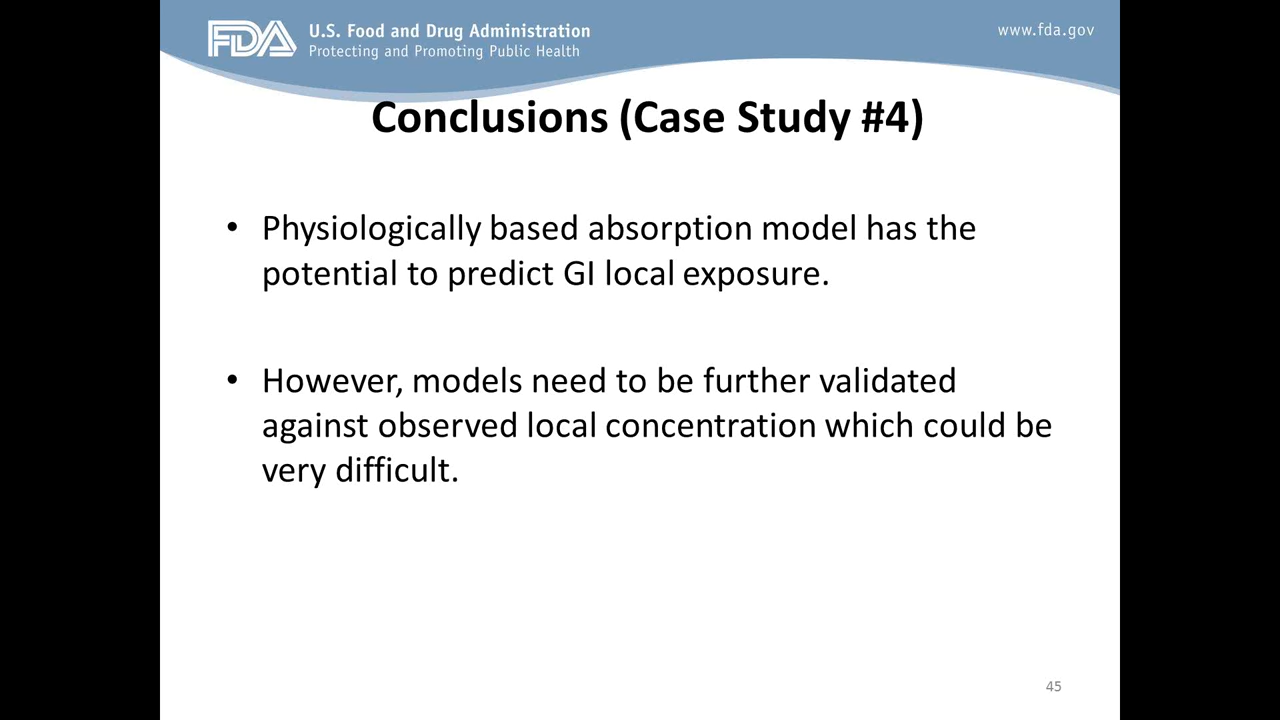 FDA
U.S. Food and Drug Administration
Protecting and Promoting Public Health
www.fda.gov
Conclusions (Case Study #4)
• Physiologically based absorption model has the
potential to predict GI local exposure.
• However, models need to be further validated
against observed local concentration which could be
very difficult.
45